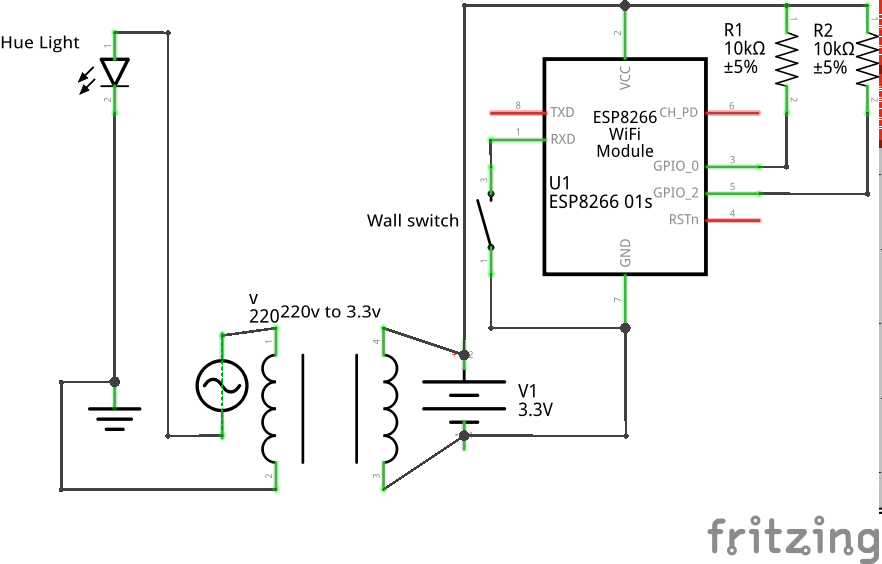 Hue Light
1
2
R1
10kΩ
±5%
1
2
R2
10kΩ
±5%
1
2
2
VCC
8
TXD
1
RXD
ESP8266
WiFi
Module
CH_PD
6
GPIO_0
3
GPIO_2
5
RSTn
4
U1
ESP8266 01s
GND
7
3
Wall switch
1
V
220
220v to 3.3v
1
2
4
3
V1
3.3V
fritzing